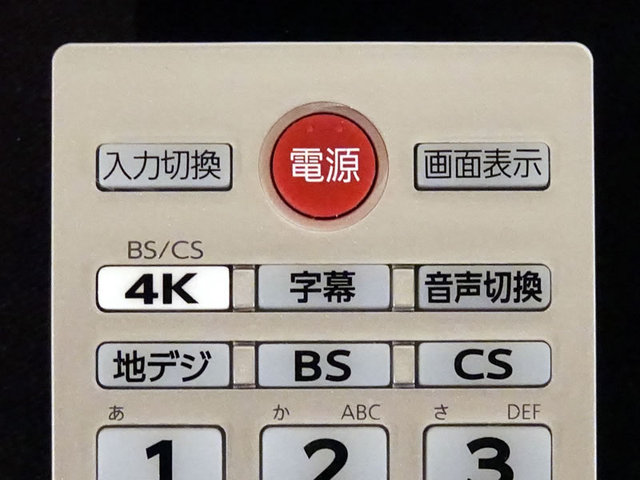 入力切換 電源 画面表示
BS/CS
4K 字幕 音声切換
地デジ BS CS
あ か ABC さ DEF
1 2 3